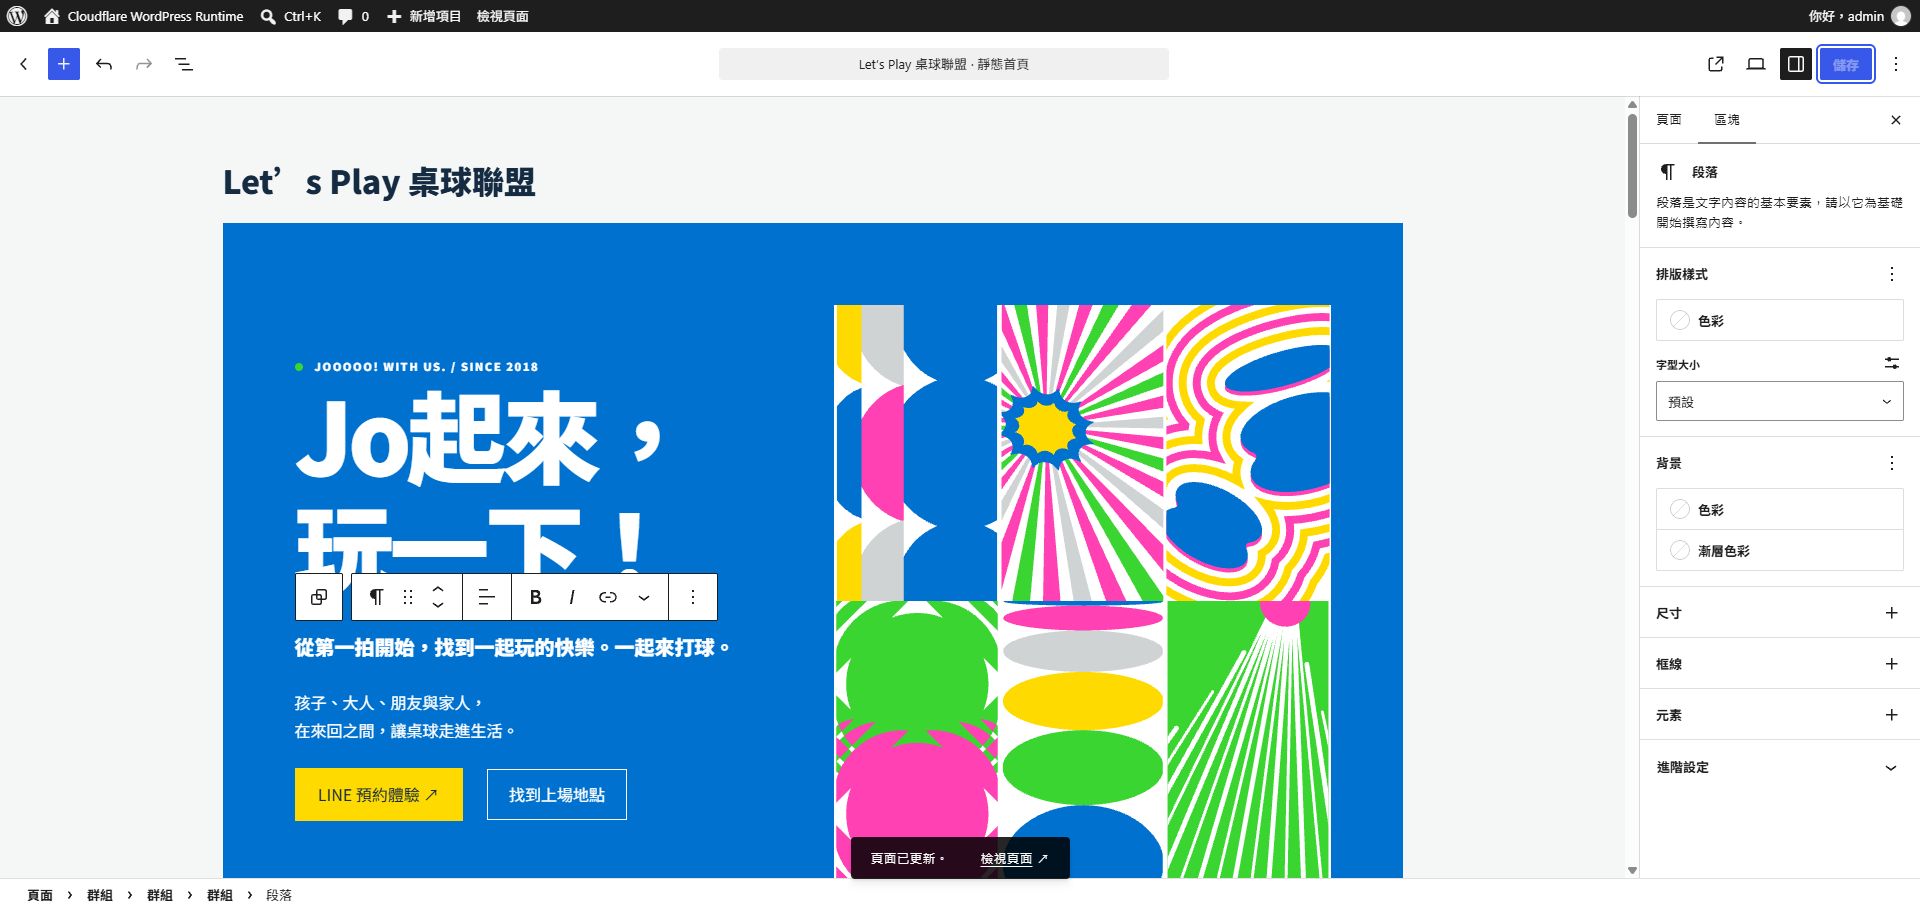 Cloudflare WordPress Runtime Ctrl+K 0 新增項目 檢視頁面 你好，admin
Let's Play 桌球聯盟 · 靜態首頁 儲存
頁面 區塊
段落
段落是文字內容的基本要素，請以它為基礎
開始撰寫內容。
排版樣式
色彩
字型大小
預設
背景
色彩
漸層色彩
尺寸
框線
元素
進階設定
Let’s Play 桌球聯盟
JOOOOO! WITH US. / SINCE 2018
Jo起來，
玩一下！
B I
從第一拍開始，找到一起玩的快樂。一起來打球。
孩子、大人、朋友與家人，
在來回之間，讓桌球走進生活。
LINE 預約體驗 ↗ 找到上場地點
頁面已更新。 檢視頁面 ↗
頁面 › 群組 › 群組 › 群組 › 段落